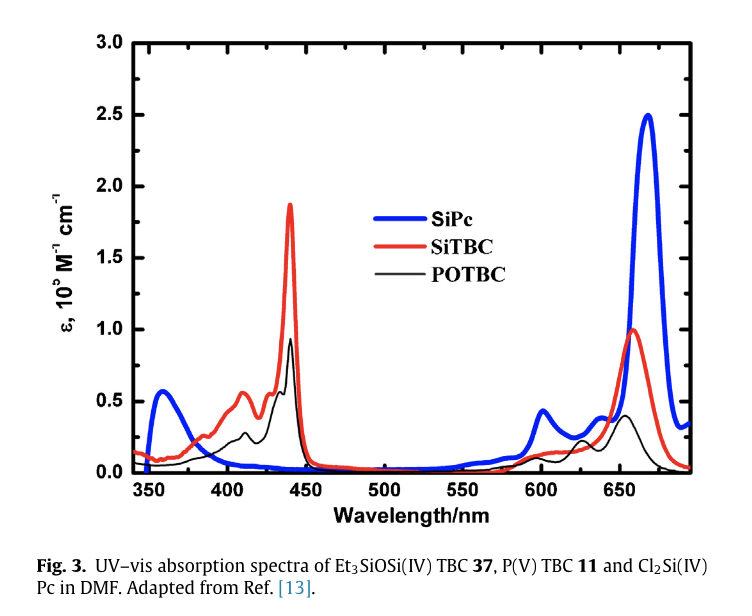 3.0
2.5
2.0
1.5
1.0
0.5
0.0
ε, 10⁵ M⁻¹ cm⁻¹
SiPc
SiTBC
POTBC
350 400 450 500 550 600 650
Wavelength/nm
Fig. 3. UV–vis absorption spectra of Et₃SiOSi(IV) TBC 37, P(V) TBC 11 and Cl₂Si(IV)
Pc in DMF. Adapted from Ref. [13].